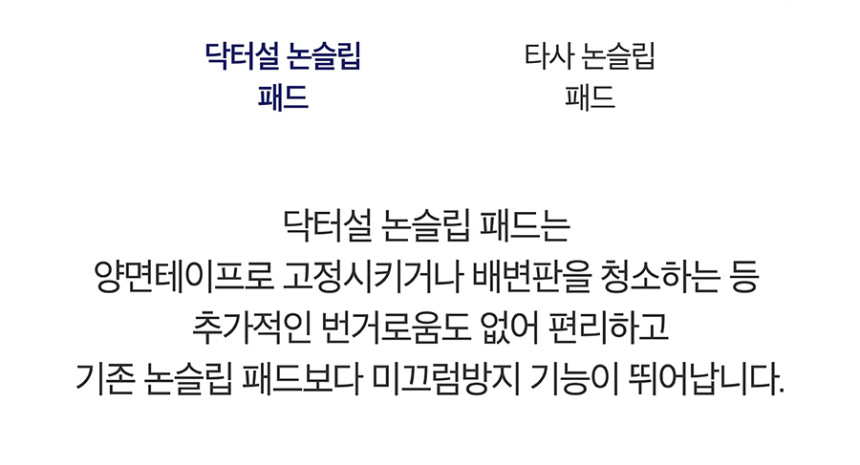 닥터설 논슬립
패드
타사 논슬립
패드
닥터설 논슬립 패드는
양면테이프로 고정시키거나 배변판을 청소하는 등
추가적인 번거로움도 없어 편리하고
기존 논슬립 패드보다 미끄럼방지 기능이 뛰어납니다.